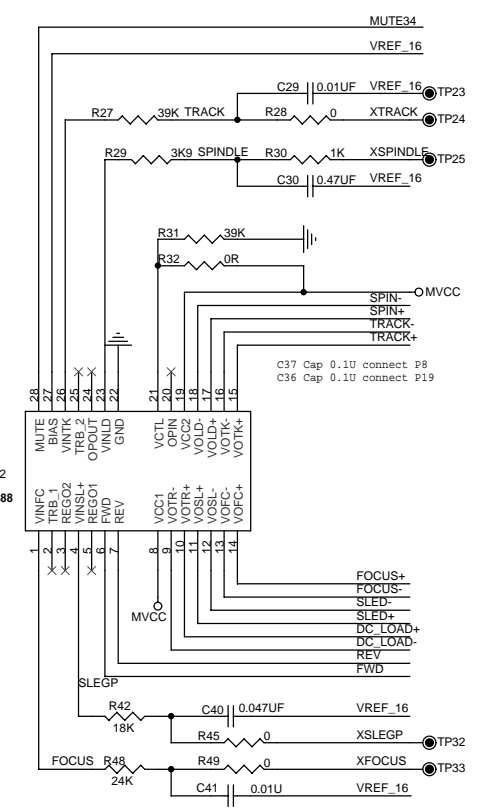 MUTE34
VREF_16
C29 0.01UF VREF_16 TP23
R27 39K TRACK R28 0 XTRACK TP24
R29 3K9 SPINDLE R30 1K XSPINDLE TP25
C30 0.47UF VREF_16
R31 39K
R32 0R
MVCC
SPIN-
SPIN+
TRACK-
TRACK+
C37 Cap 0.1U connect P8
C36 Cap 0.1U connect P19
28 27 26 25 24 23 22 21 20 19 18 17 16 15
MUTE BIAS VINTK TRB_2 OPOUT VINLD GND VCTL OPIN VCC2 VOLD- VOLD+ VOTK- VOTK+
2
88
VINFC TRB_1 REGO2 VINSL+ REGO1 FWD REV VCC1 VOTR- VOTR+ VOSL+ VOSL- VOFC- VOFC+
1 2 3 4 5 6 7 8 9 10 11 12 13 14
FOCUS+
FOCUS-
SLED-
SLED+
DC_LOAD+
DC_LOAD-
REV
FWD
MVCC
SLEGP
R42 18K C40 0.047UF VREF_16
R45 0 XSLEGP TP32
FOCUS R48 24K R49 0 XFOCUS TP33
C41 0.01U VREF_16